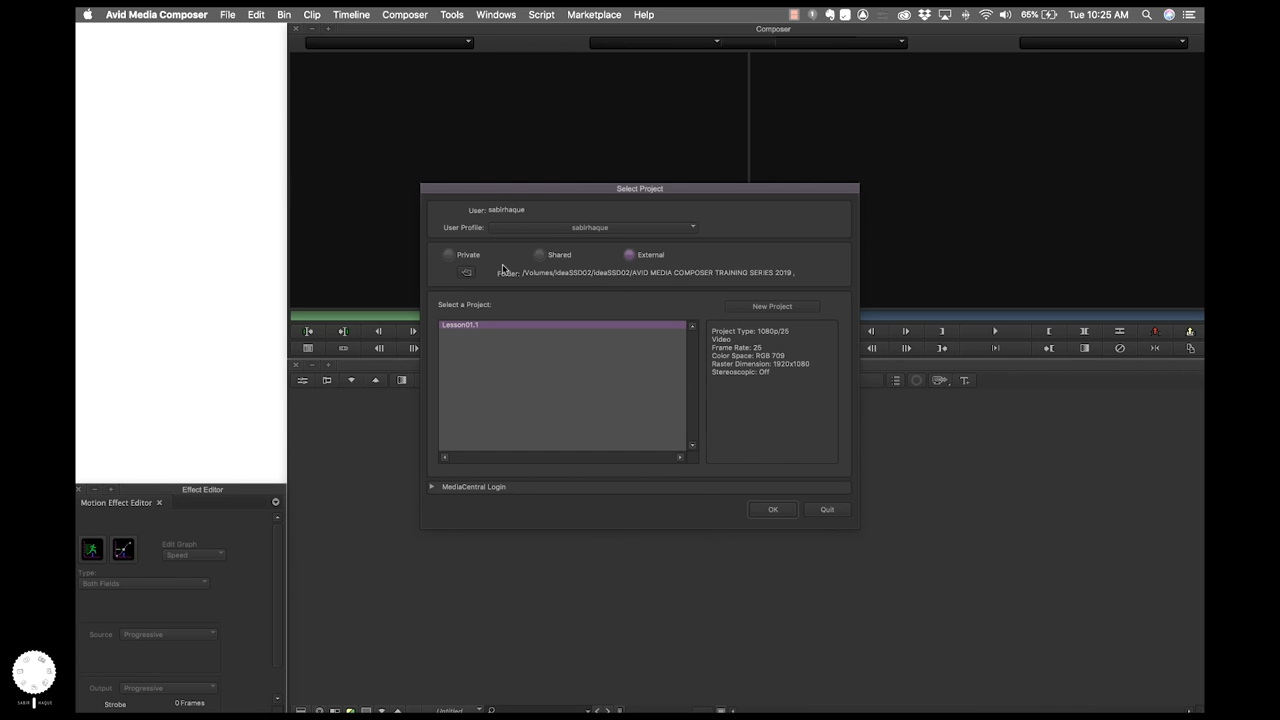 Avid Media Composer File Edit Bin Clip Timeline Composer Tools Windows Script Marketplace Help 65% Tue 10:25 AM
Composer
Select Project
User: sabirhaque
User Profile: sabirhaque
Private Shared External
Folder: /Volumes/ideaSSD02/ideaSSD02/AVID MEDIA COMPOSER TRAINING SERIES 2019 ,
Select a Project:
New Project
Lesson01.1
Project Type: 1080p/25
Video
Frame Rate: 25
Color Space: RGB 709
Raster Dimension: 1920x1080
Stereoscopic: Off
MediaCentral Login
OK Quit
Effect Editor
Motion Effect Editor
Edit Graph
Speed
Type:
Both Fields
Source Progressive
Output Progressive
Strobe 0 Frames
Untitled
SABIR HAQUE